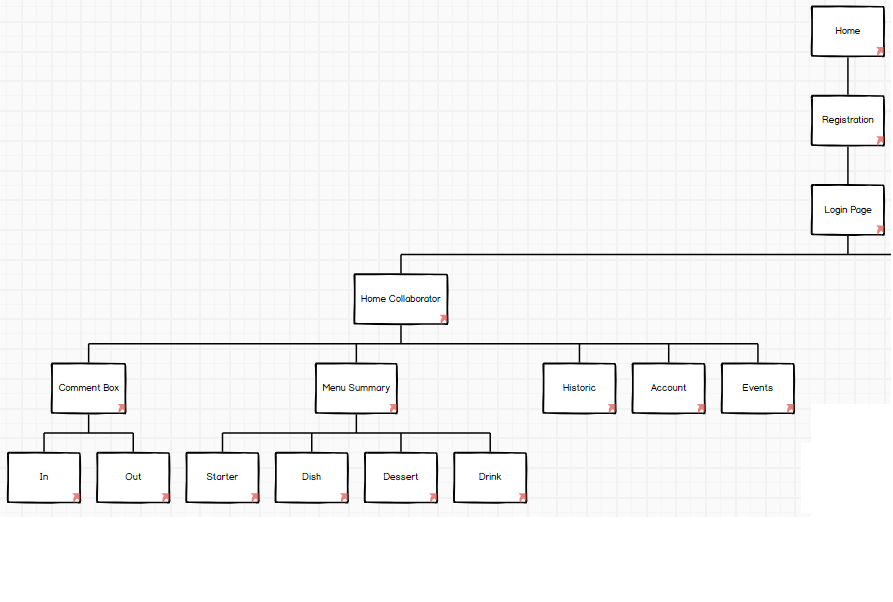 Home
Registration
Login Page
Home Collaborator
Comment Box
Menu Summary
Historic
Account
Events
In
Out
Starter
Dish
Dessert
Drink